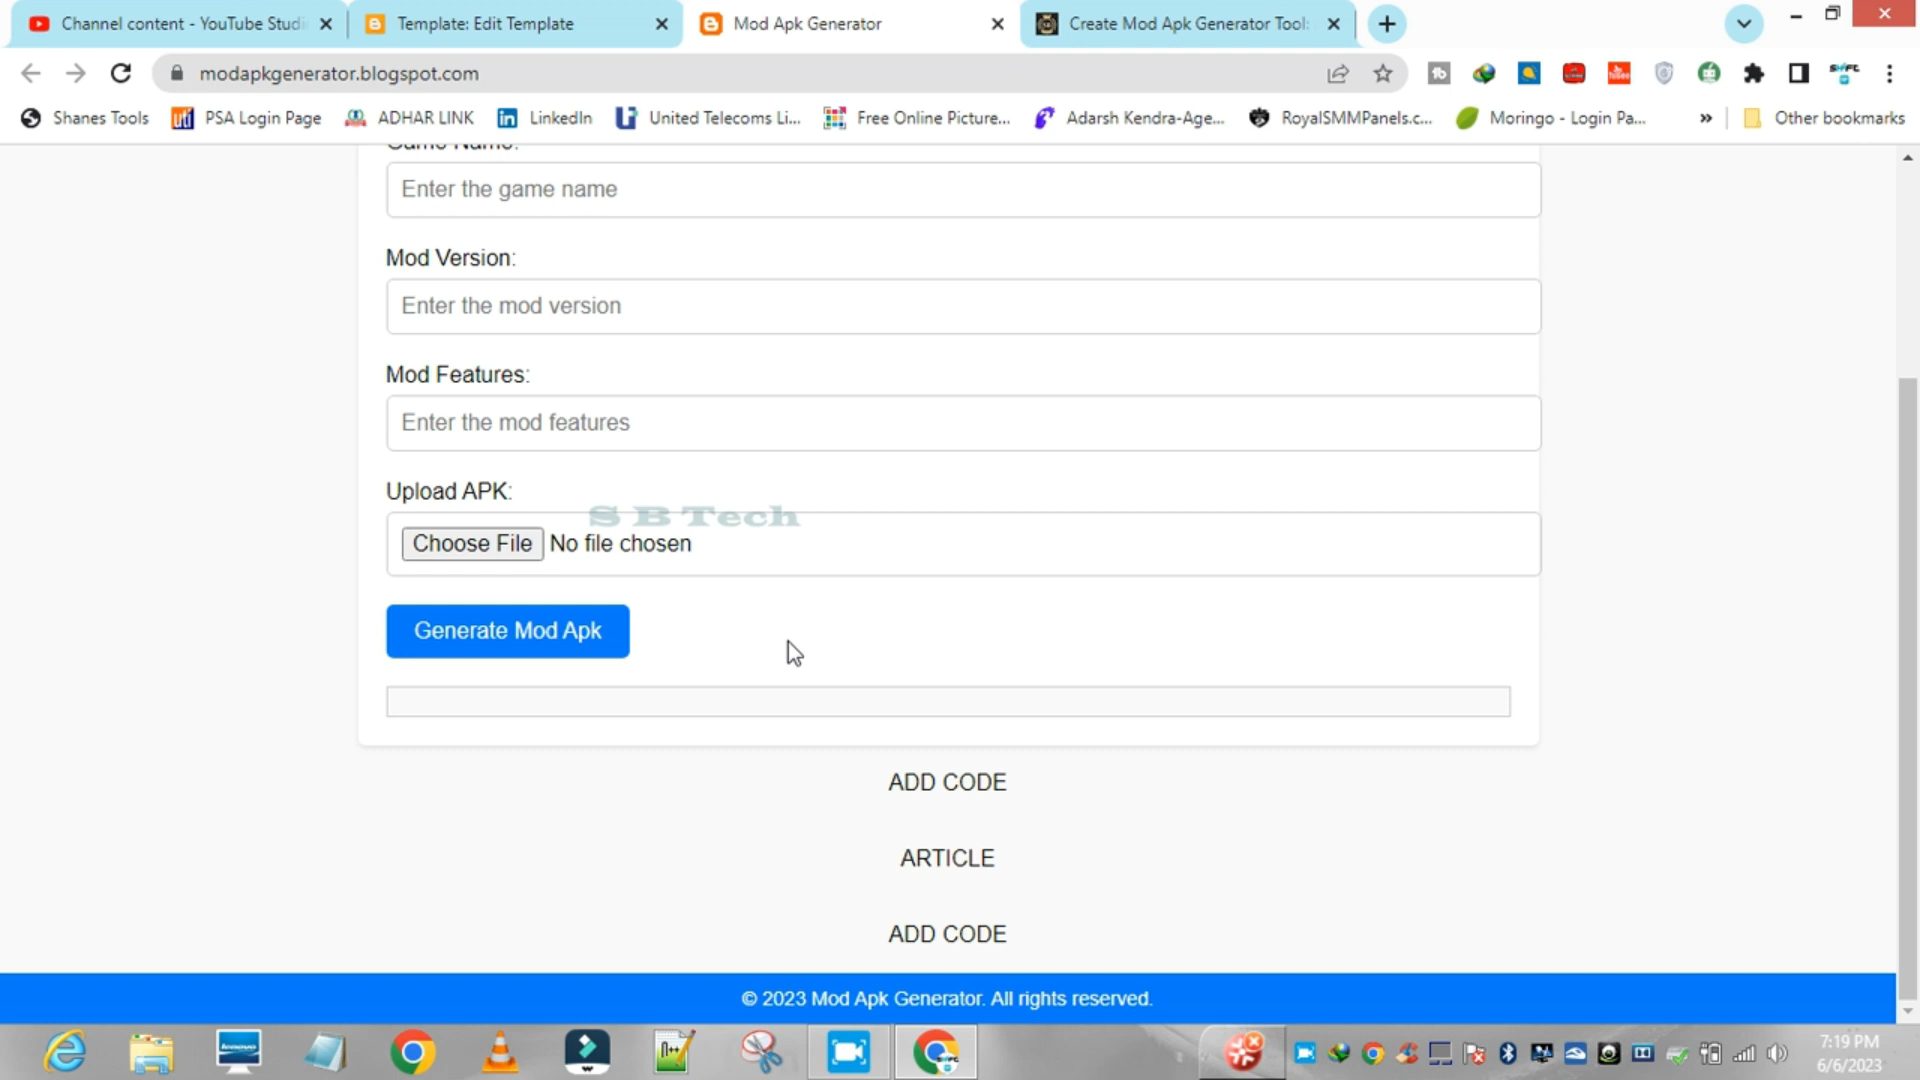 Channel content - YouTube Studi
Template: Edit Template
Mod Apk Generator
Create Mod Apk Generator Tool:
modapkgenerator.blogspot.com
Shanes Tools
PSA Login Page
ADHAR LINK
LinkedIn
United Telecoms Li...
Free Online Picture...
Adarsh Kendra-Age...
RoyalSMMPanels.c...
Moringo - Login Pa...
»
Other bookmarks
Game Name:
Enter the game name
Mod Version:
Enter the mod version
Mod Features:
Enter the mod features
Upload APK:
S B Tech
Choose File No file chosen
Generate Mod Apk
ADD CODE
ARTICLE
ADD CODE
© 2023 Mod Apk Generator. All rights reserved.
7:19 PM
6/6/2023